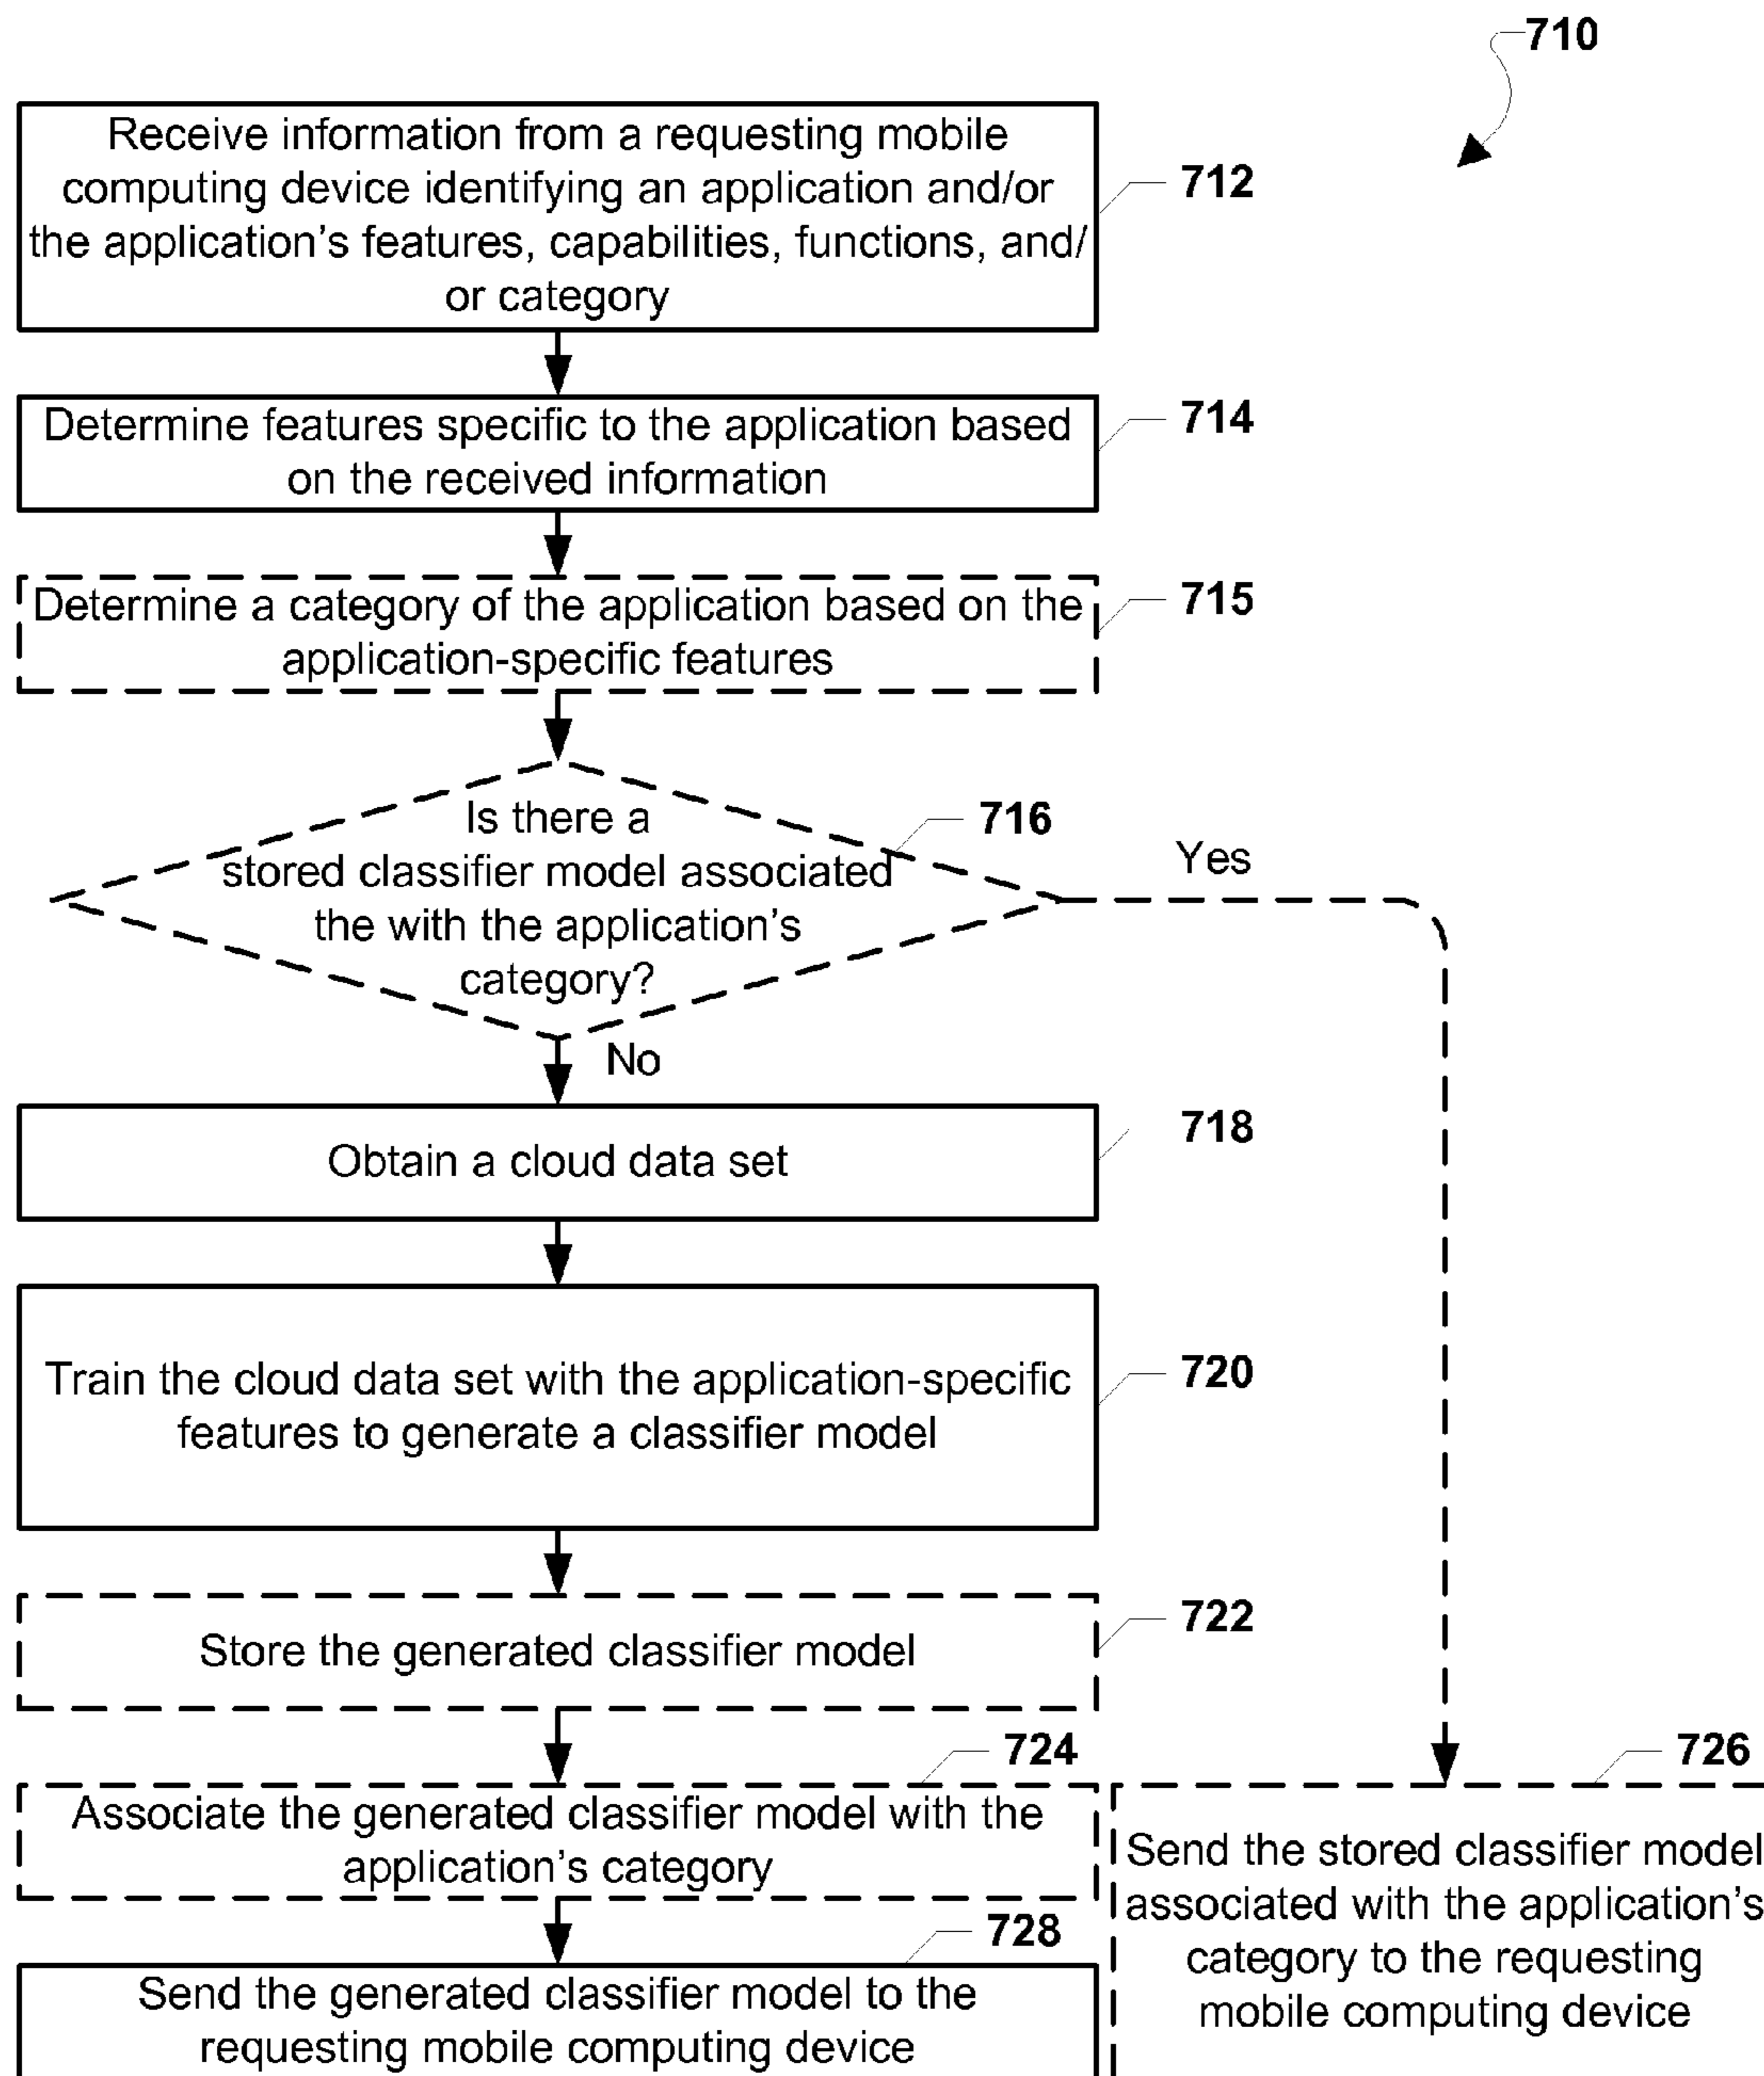 710
Receive information from a requesting mobile
computing device identifying an application and/or
the application's features, capabilities, functions, and/
or category
712
Determine features specific to the application based
on the received information
714
Determine a category of the application based on the
application-specific features
715
Is there a
stored classifier model associated
the with the application's
category?
716
Yes
No
Obtain a cloud data set
718
Train the cloud data set with the application-specific
features to generate a classifier model
720
Store the generated classifier model
722
724
Associate the generated classifier model with the
application's category
726
Send the stored classifier model
associated with the application's
category to the requesting
mobile computing device
728
Send the generated classifier model to the
requesting mobile computing device